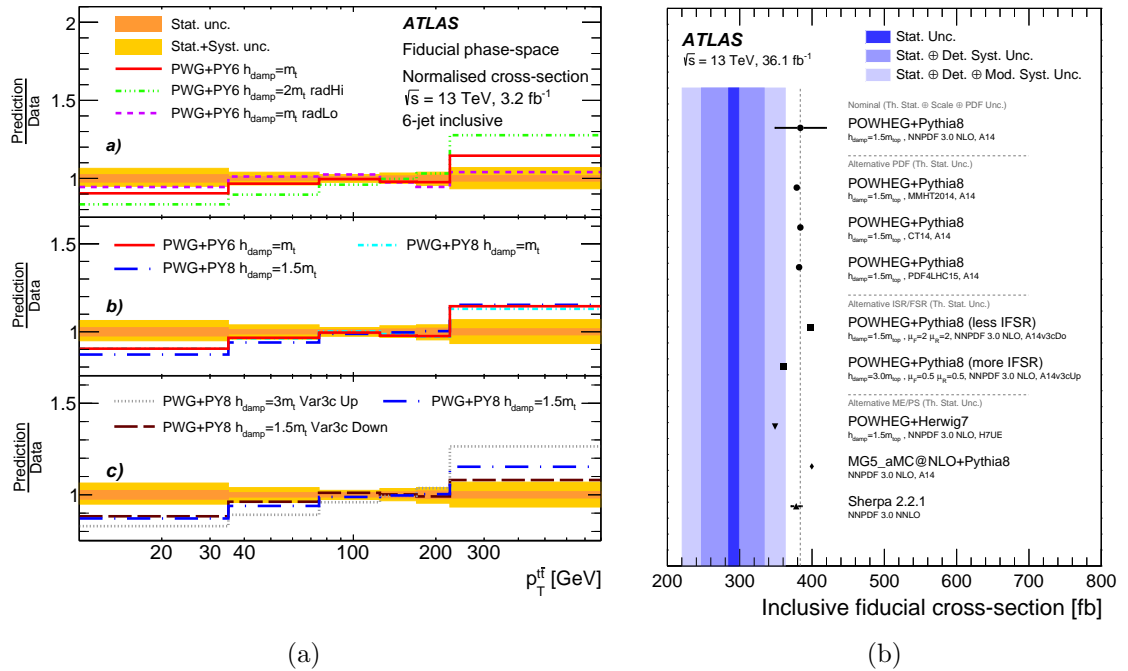 2
1.5
1
Prediction
Data
Stat. unc.
Stat.+Syst. unc.
PWG+PY6 h_damp=m_t
PWG+PY6 h_damp=2m_t radHi
PWG+PY6 h_damp=m_t radLo
ATLAS
Fiducial phase-space
Normalised cross-section
√s = 13 TeV, 3.2 fb⁻¹
6-jet inclusive
a)
1.5
1
Prediction
Data
PWG+PY6 h_damp=m_t
PWG+PY8 h_damp=m_t
PWG+PY8 h_damp=1.5m_t
b)
1.5
1
Prediction
Data
PWG+PY8 h_damp=3m_t Var3c Up
PWG+PY8 h_damp=1.5m_t
PWG+PY8 h_damp=1.5m_t Var3c Down
c)
20 30 40 100 200 300
p_T^tt̄ [GeV]
(a)
ATLAS
√s = 13 TeV, 36.1 fb⁻¹
Stat. Unc.
Stat. ⊕ Det. Syst. Unc.
Stat. ⊕ Det. ⊕ Mod. Syst. Unc.
Nominal (Th. Stat. ⊕ Scale ⊕ PDF Unc.)
POWHEG+Pythia8
h_damp=1.5m_top , NNPDF 3.0 NLO, A14
Alternative PDF (Th. Stat. Unc.)
POWHEG+Pythia8
h_damp=1.5m_top , MMHT2014, A14
POWHEG+Pythia8
h_damp=1.5m_top , CT14, A14
POWHEG+Pythia8
h_damp=1.5m_top , PDF4LHC15, A14
Alternative ISR/FSR (Th. Stat. Unc.)
POWHEG+Pythia8 (less IFSR)
h_damp=1.5m_top , μ_F=2 μ_R=2, NNPDF 3.0 NLO, A14v3cDo
POWHEG+Pythia8 (more IFSR)
h_damp=3.0m_top , μ_F=0.5 μ_R=0.5, NNPDF 3.0 NLO, A14v3cUp
Alternative ME/PS (Th. Stat. Unc.)
POWHEG+Herwig7
h_damp=1.5m_top , NNPDF 3.0 NLO, H7UE
MG5_aMC@NLO+Pythia8
NNPDF 3.0 NLO, A14
Sherpa 2.2.1
NNPDF 3.0 NNLO
200 300 400 500 600 700 800
Inclusive fiducial cross-section [fb]
(b)